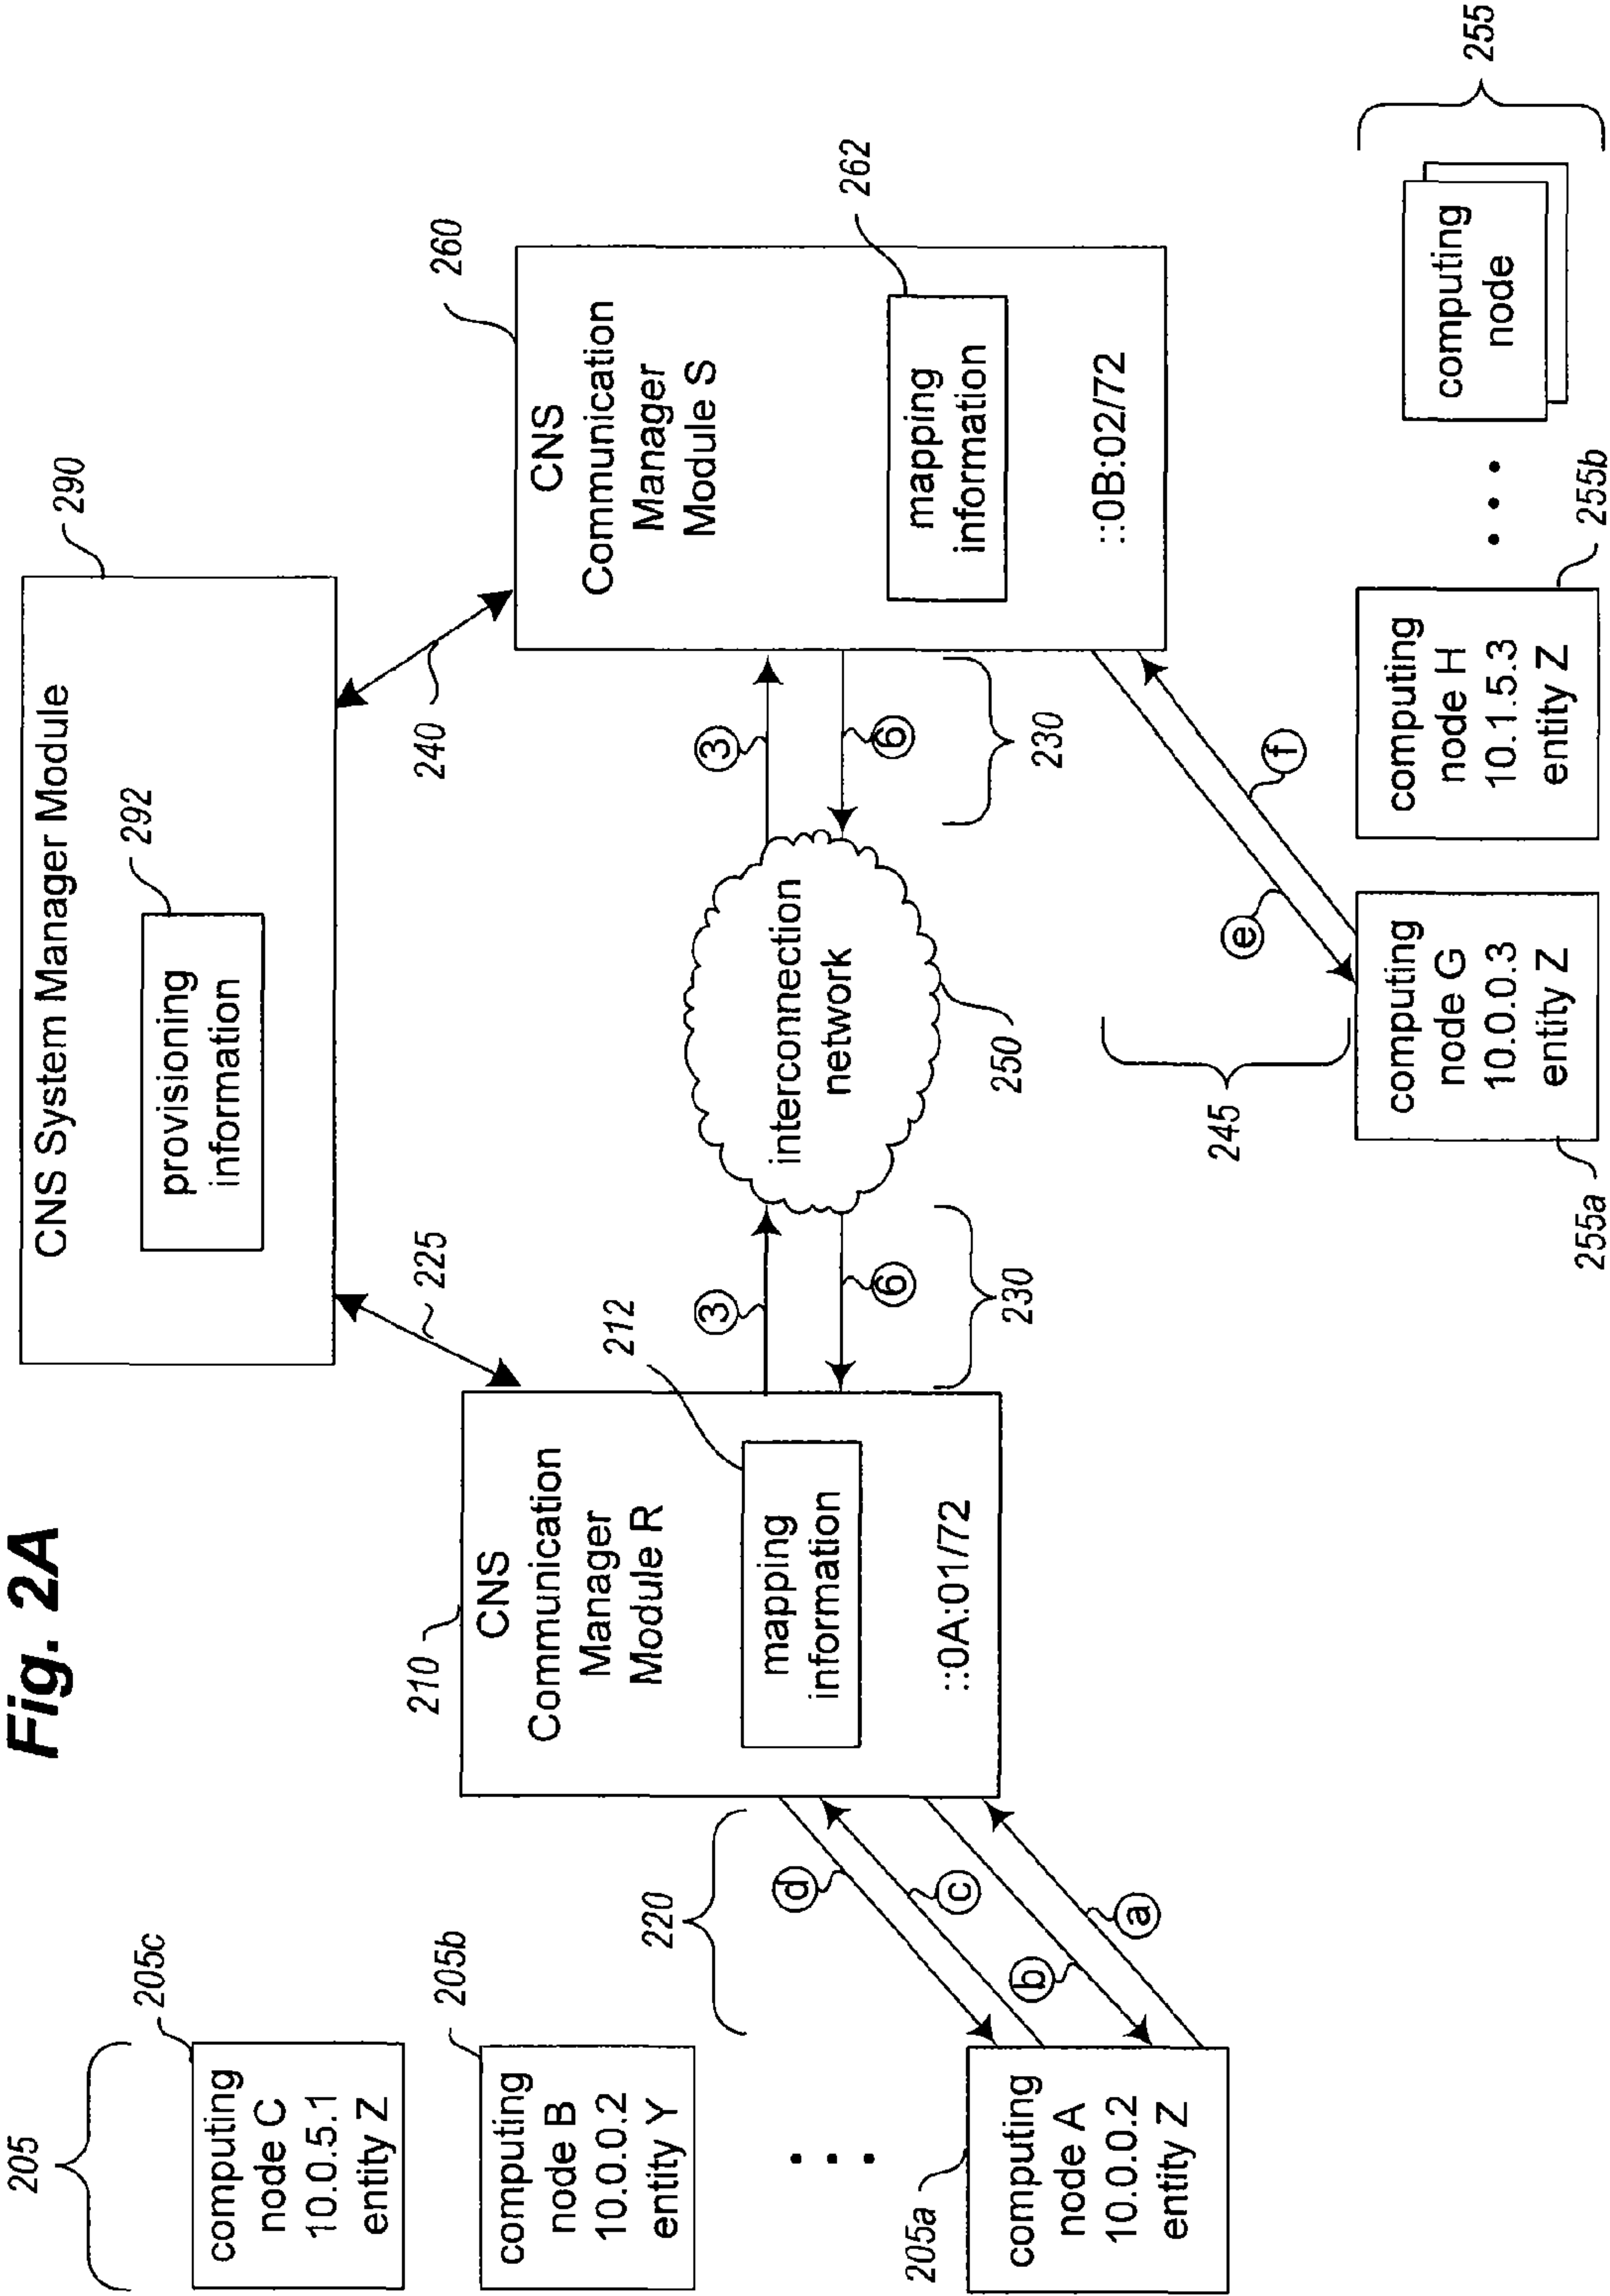 Fig. 2A
CNS System Manager Module
290
provisioning
information
292
225
240
205
computing
node C
10.0.5.1
entity Z
205c
computing
node B
10.0.0.2
entity Y
205b
. . .
computing
node A
10.0.0.2
entity Z
205a
220
d
c
b
a
210
CNS
Communication
Manager
Module R
mapping
information
212
::0A:01/72
3
6
230
interconnection
network
250
3
6
230
260
CNS
Communication
Manager
Module S
mapping
information
262
::0B:02/72
245
e
f
computing
node G
10.0.0.3
entity Z
255a
computing
node H
10.1.5.3
entity Z
255b
. . .
computing
node
255